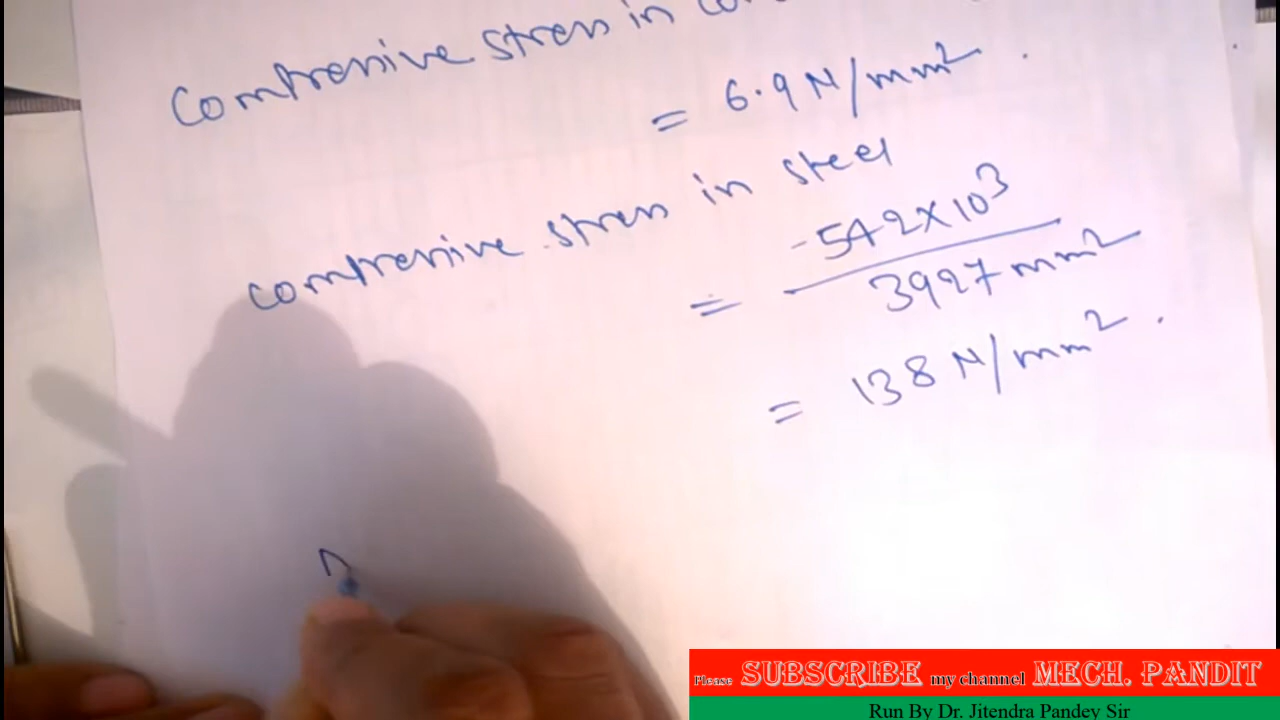 Compressive stress in
= 6.9 N/mm²
compressive stress in steel
= -542×10³ / 3927 mm²
= 138 N/mm².
Please SUBSCRIBE my channel MECH. PANDIT
Run By Dr. Jitendra Pandey Sir